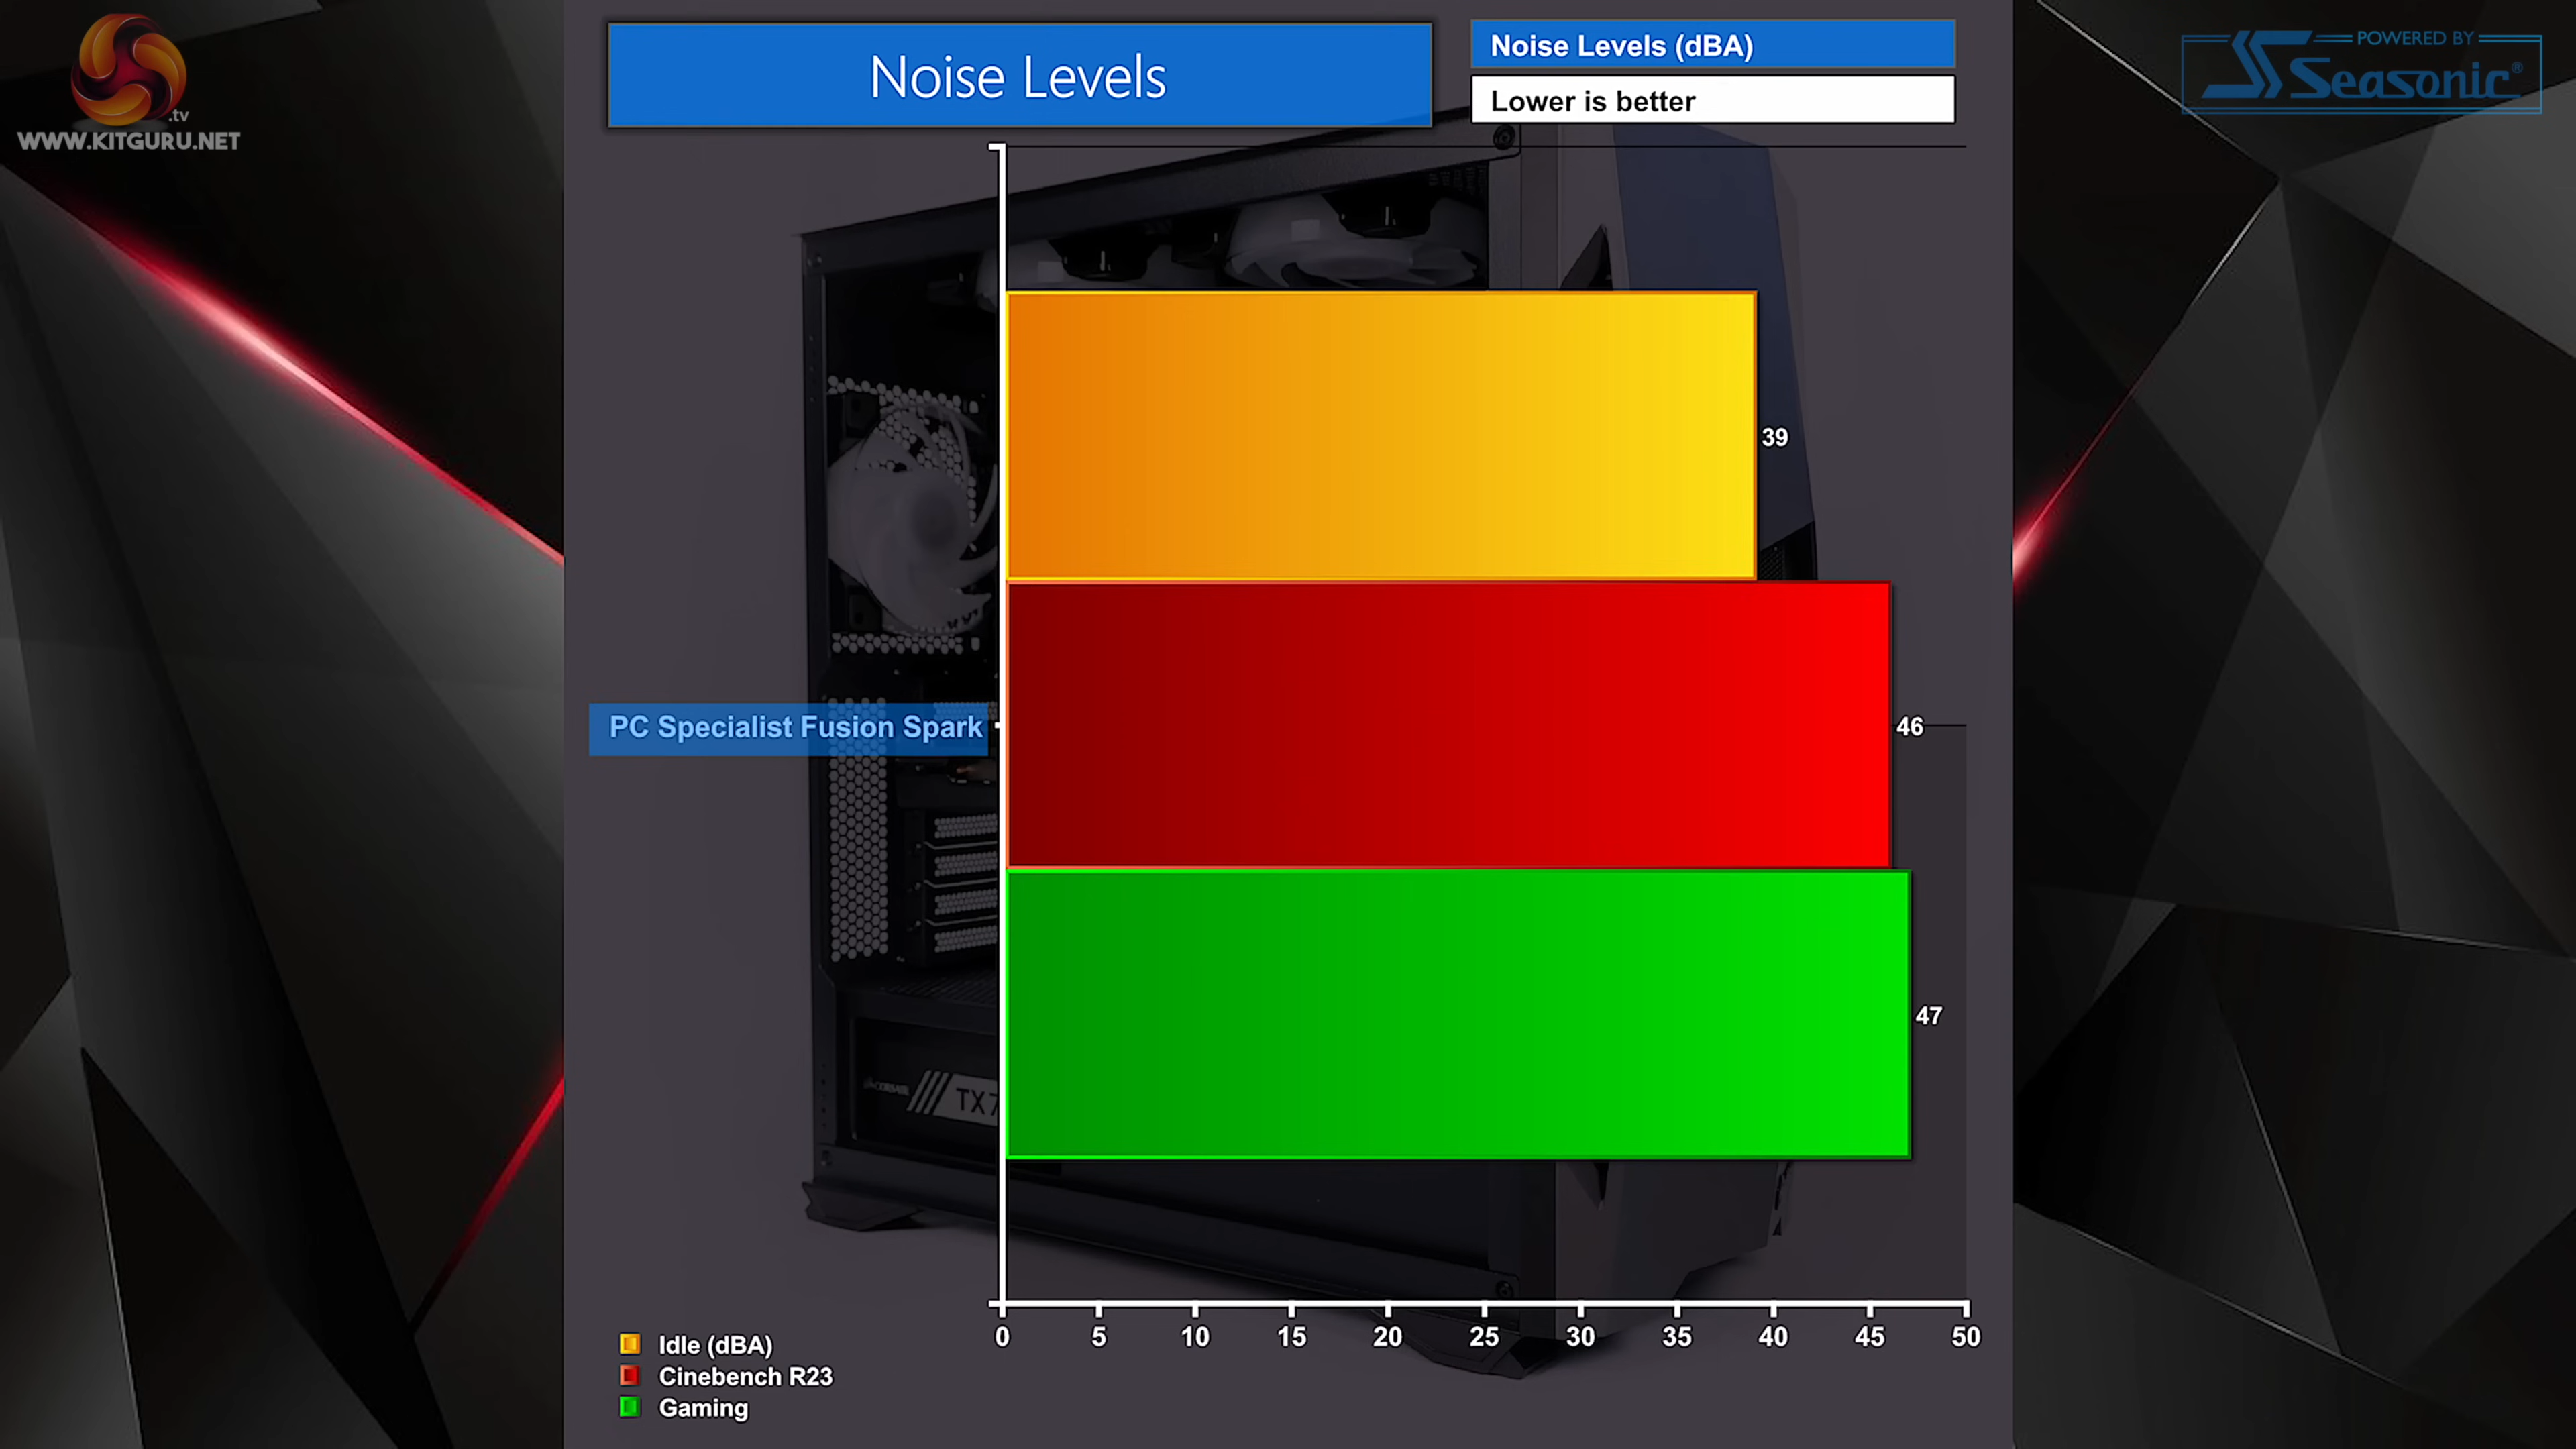 .tv
WWW.KITGURU.NET
Noise Levels
Noise Levels (dBA)
Lower is better
POWERED BY
Seasonic®
39
PC Specialist Fusion Spark
46
47
CORSAIR
TX7
0 5 10 15 20 25 30 35 40 45 50
Idle (dBA)
Cinebench R23
Gaming